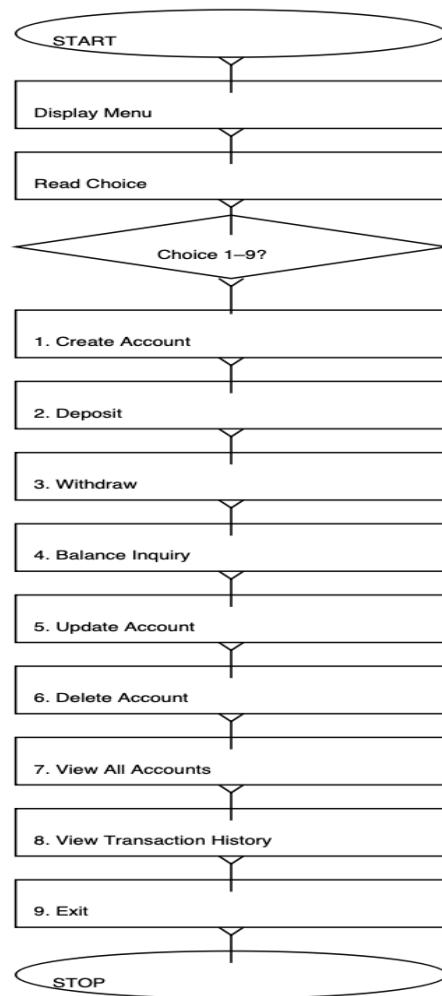 START
Display Menu
Read Choice
Choice 1–9?
1. Create Account
2. Deposit
3. Withdraw
4. Balance Inquiry
5. Update Account
6. Delete Account
7. View All Accounts
8. View Transaction History
9. Exit
STOP